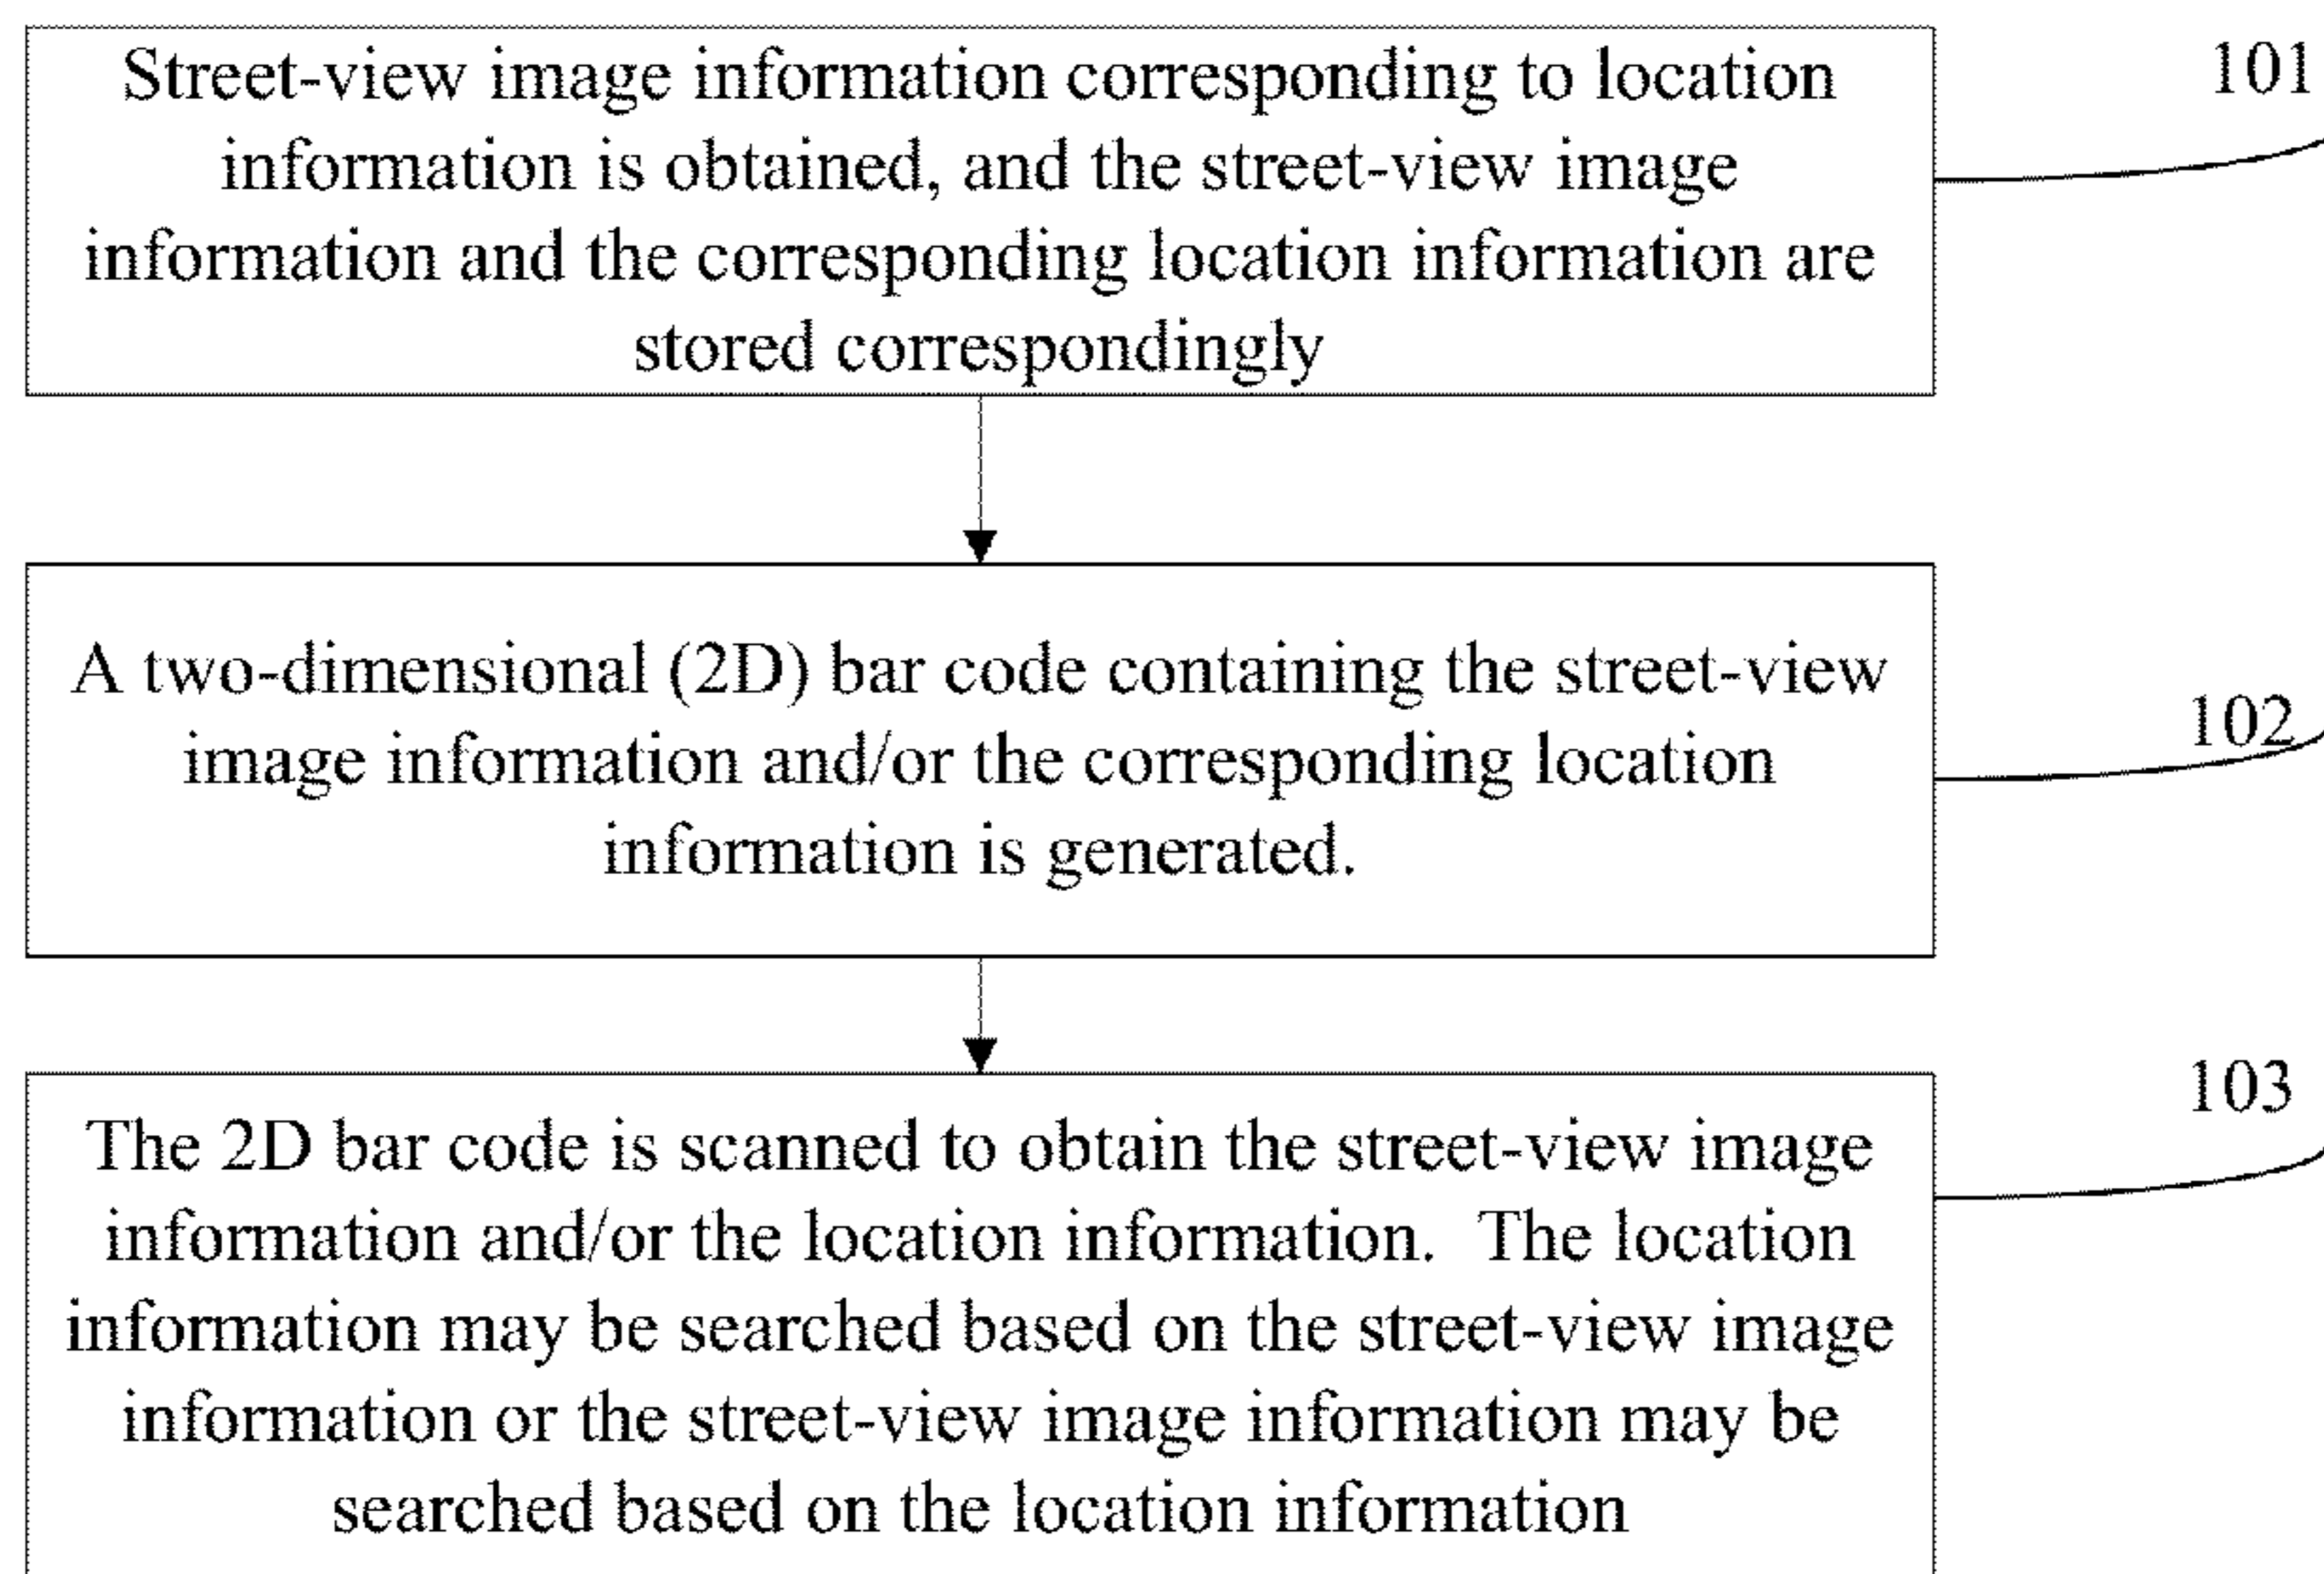 Street-view image information corresponding to location
information is obtained, and the street-view image
information and the corresponding location information are
stored correspondingly
101
A two-dimensional (2D) bar code containing the street-view
image information and/or the corresponding location
information is generated.
102
The 2D bar code is scanned to obtain the street-view image
information and/or the location information.  The location
information may be searched based on the street-view image
information or the street-view image information may be
searched based on the location information
103